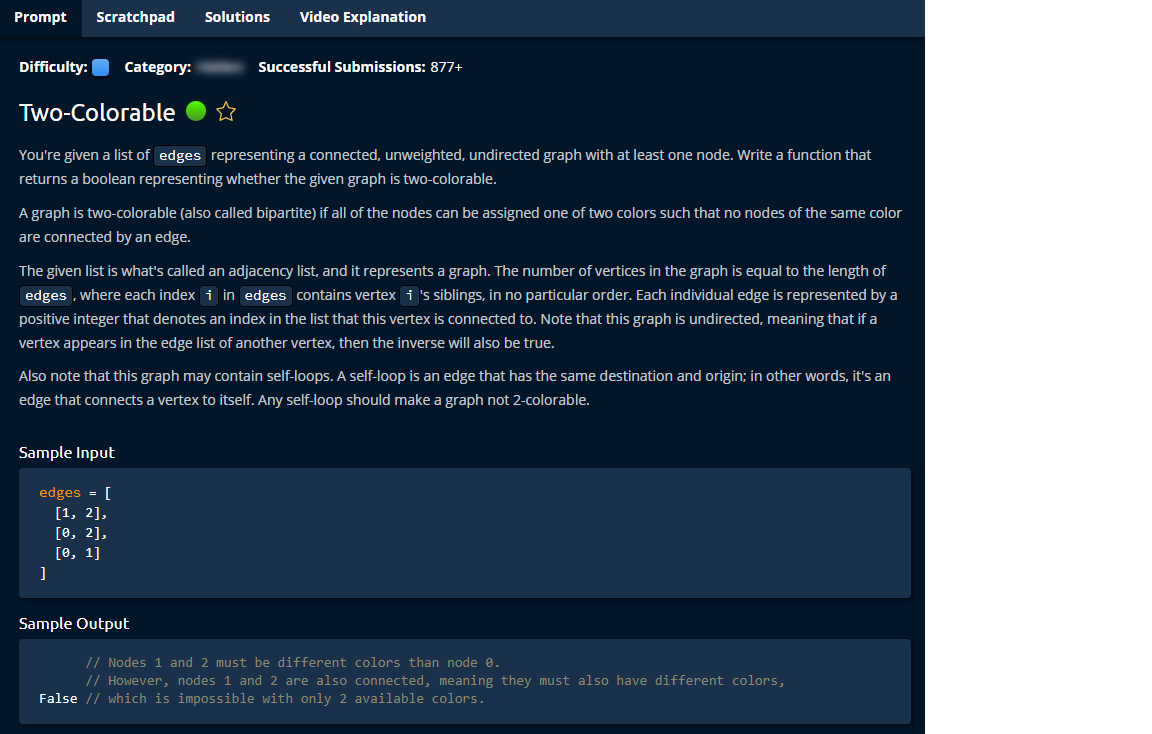 Prompt Scratchpad Solutions Video Explanation
Difficulty: Category: Successful Submissions: 877+
Two-Colorable
You're given a list of edges representing a connected, unweighted, undirected graph with at least one node. Write a function that
returns a boolean representing whether the given graph is two-colorable.
A graph is two-colorable (also called bipartite) if all of the nodes can be assigned one of two colors such that no nodes of the same color
are connected by an edge.
The given list is what's called an adjacency list, and it represents a graph. The number of vertices in the graph is equal to the length of
edges, where each index i in edges contains vertex i's siblings, in no particular order. Each individual edge is represented by a
positive integer that denotes an index in the list that this vertex is connected to. Note that this graph is undirected, meaning that if a
vertex appears in the edge list of another vertex, then the inverse will also be true.
Also note that this graph may contain self-loops. A self-loop is an edge that has the same destination and origin; in other words, it's an
edge that connects a vertex to itself. Any self-loop should make a graph not 2-colorable.
Sample Input
edges = [
[1, 2],
[0, 2],
[0, 1]
]
Sample Output
// Nodes 1 and 2 must be different colors than node 0.
// However, nodes 1 and 2 are also connected, meaning they must also have different colors,
False // which is impossible with only 2 available colors.